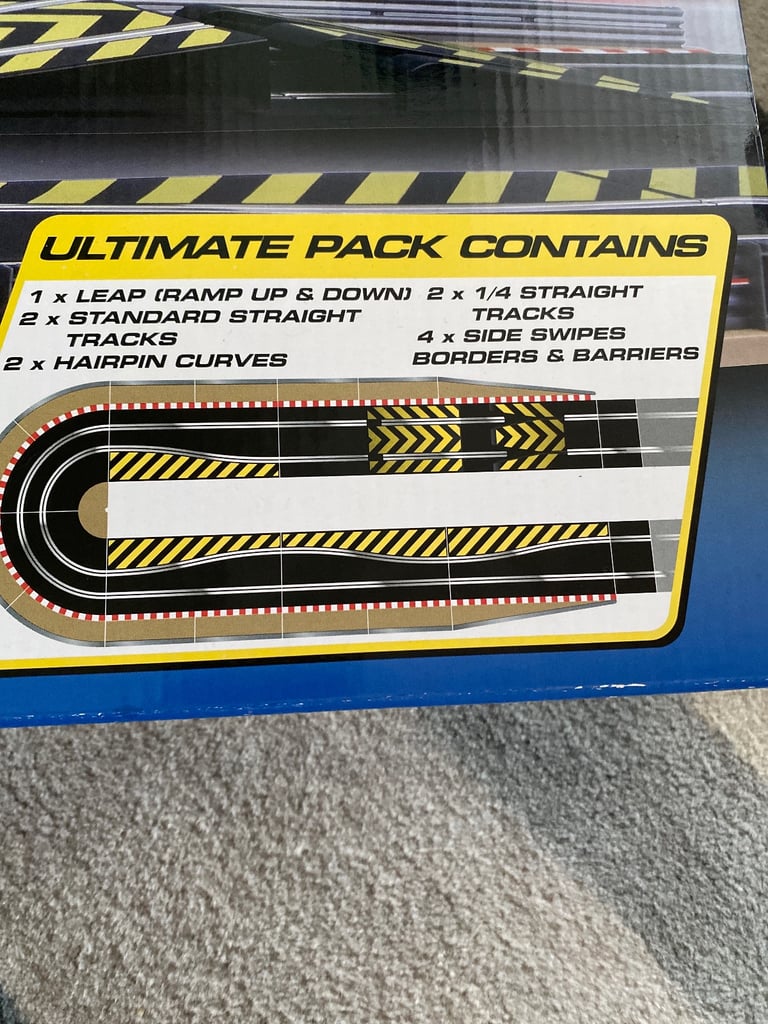 ULTIMATE PACK CONTAINS
1 x LEAP (RAMP UP & DOWN)
2 x STANDARD STRAIGHT
TRACKS
2 x HAIRPIN CURVES
2 x 1/4 STRAIGHT
TRACKS
4 x SIDE SWIPES
BORDERS & BARRIERS